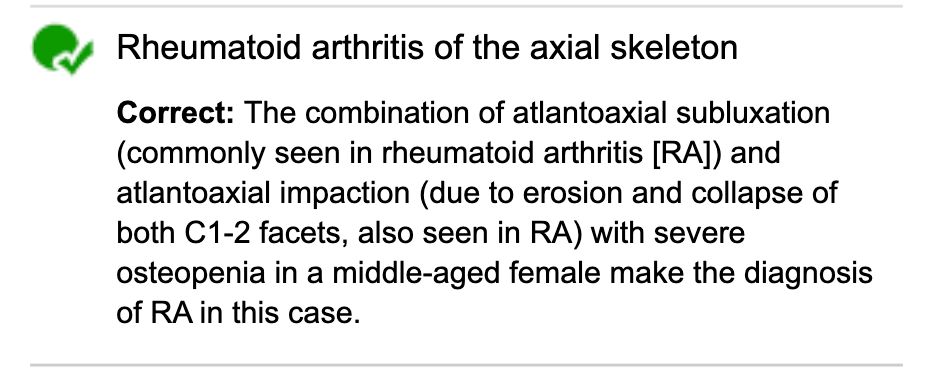 Rheumatoid arthritis of the axial skeleton
Correct: The combination of atlantoaxial subluxation
(commonly seen in rheumatoid arthritis [RA]) and
atlantoaxial impaction (due to erosion and collapse of
both C1-2 facets, also seen in RA) with severe
osteopenia in a middle-aged female make the diagnosis
of RA in this case.